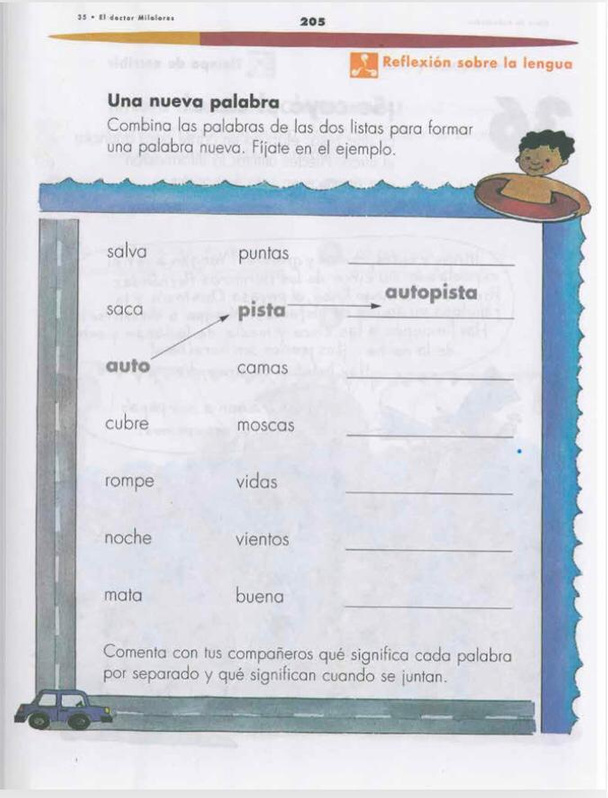 35 • El doctor Milolores
205
Reflexión sobre la lengua
Una nueva palabra
Combina las palabras de las dos listas para formar
una palabra nueva. Fíjate en el ejemplo.
salva puntas
saca pista autopista
auto camas
cubre moscas
rompe vidas
noche vientos
mata buena
Comenta con tus compañeros qué significa cada palabra
por separado y qué significan cuando se juntan.